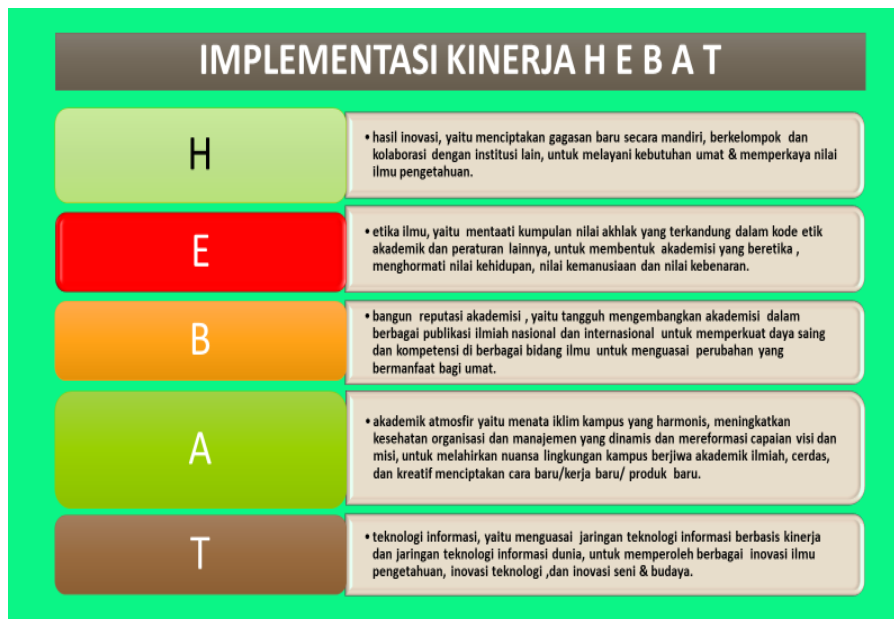 IMPLEMENTASI KINERJA H E B A T
H
• hasil inovasi, yaitu menciptakan gagasan baru secara mandiri, berkelompok dan
kolaborasi dengan institusi lain, untuk melayani kebutuhan umat & memperkaya nilai
ilmu pengetahuan.
E
• etika ilmu, yaitu mentaati kumpulan nilai akhlak yang terkandung dalam kode etik
akademik dan peraturan lainnya, untuk membentuk akademisi yang beretika ,
menghormati nilai kehidupan, nilai kemanusiaan dan nilai kebenaran.
B
• bangun reputasi akademisi , yaitu tangguh mengembangkan akademisi dalam
berbagai publikasi ilmiah nasional dan internasional untuk memperkuat daya saing
dan kompetensi di berbagai bidang ilmu untuk menguasai perubahan yang
bermanfaat bagi umat.
A
• akademik atmosfir yaitu menata iklim kampus yang harmonis, meningkatkan
kesehatan organisasi dan manajemen yang dinamis dan mereformasi capaian visi dan
misi, untuk melahirkan nuansa lingkungan kampus berjiwa akademik ilmiah, cerdas,
dan kreatif menciptakan cara baru/kerja baru/ produk baru.
T
• teknologi informasi, yaitu menguasai jaringan teknologi informasi berbasis kinerja
dan jaringan teknologi informasi dunia, untuk memperoleh berbagai inovasi ilmu
pengetahuan, inovasi teknologi ,dan inovasi seni & budaya.